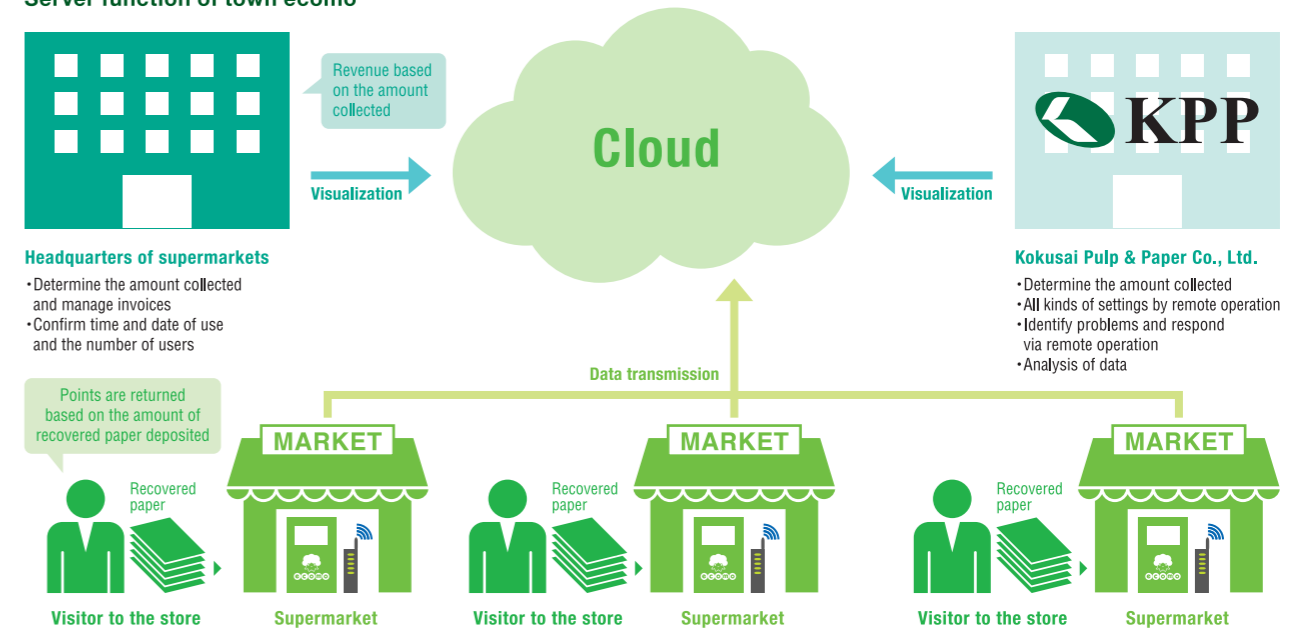 Server function of town ecomo
Revenue based
on the amount
collected
Cloud
KPP
Visualization
Visualization
Headquarters of supermarkets
・Determine the amount collected
and manage invoices
・Confirm time and date of use
and the number of users
Kokusai Pulp & Paper Co., Ltd.
・Determine the amount collected
・All kinds of settings by remote operation
・Identify problems and respond
via remote operation
・Analysis of data
Data transmission
Points are returned
based on the amount of
recovered paper deposited
MARKET
MARKET
MARKET
Recovered
paper
Recovered
paper
Recovered
paper
ecomo
ecomo
ecomo
Visitor to the store
Supermarket
Visitor to the store
Supermarket
Visitor to the store
Supermarket